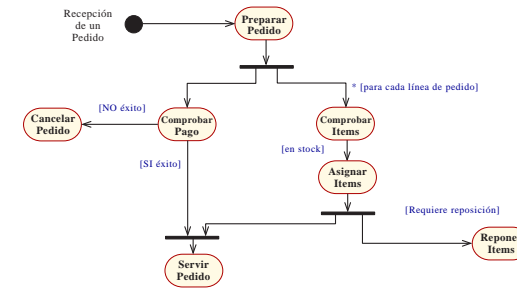 Recepción
de un
Pedido
Preparar
Pedido
* [para cada línea de pedido]
[NO éxito]
Cancelar
Pedido
Comprobar
Pago
Comprobar
Items
[SI éxito]
[en stock]
Asignar
Items
[Requiere reposición]
Repone
Items
Servir
Pedido